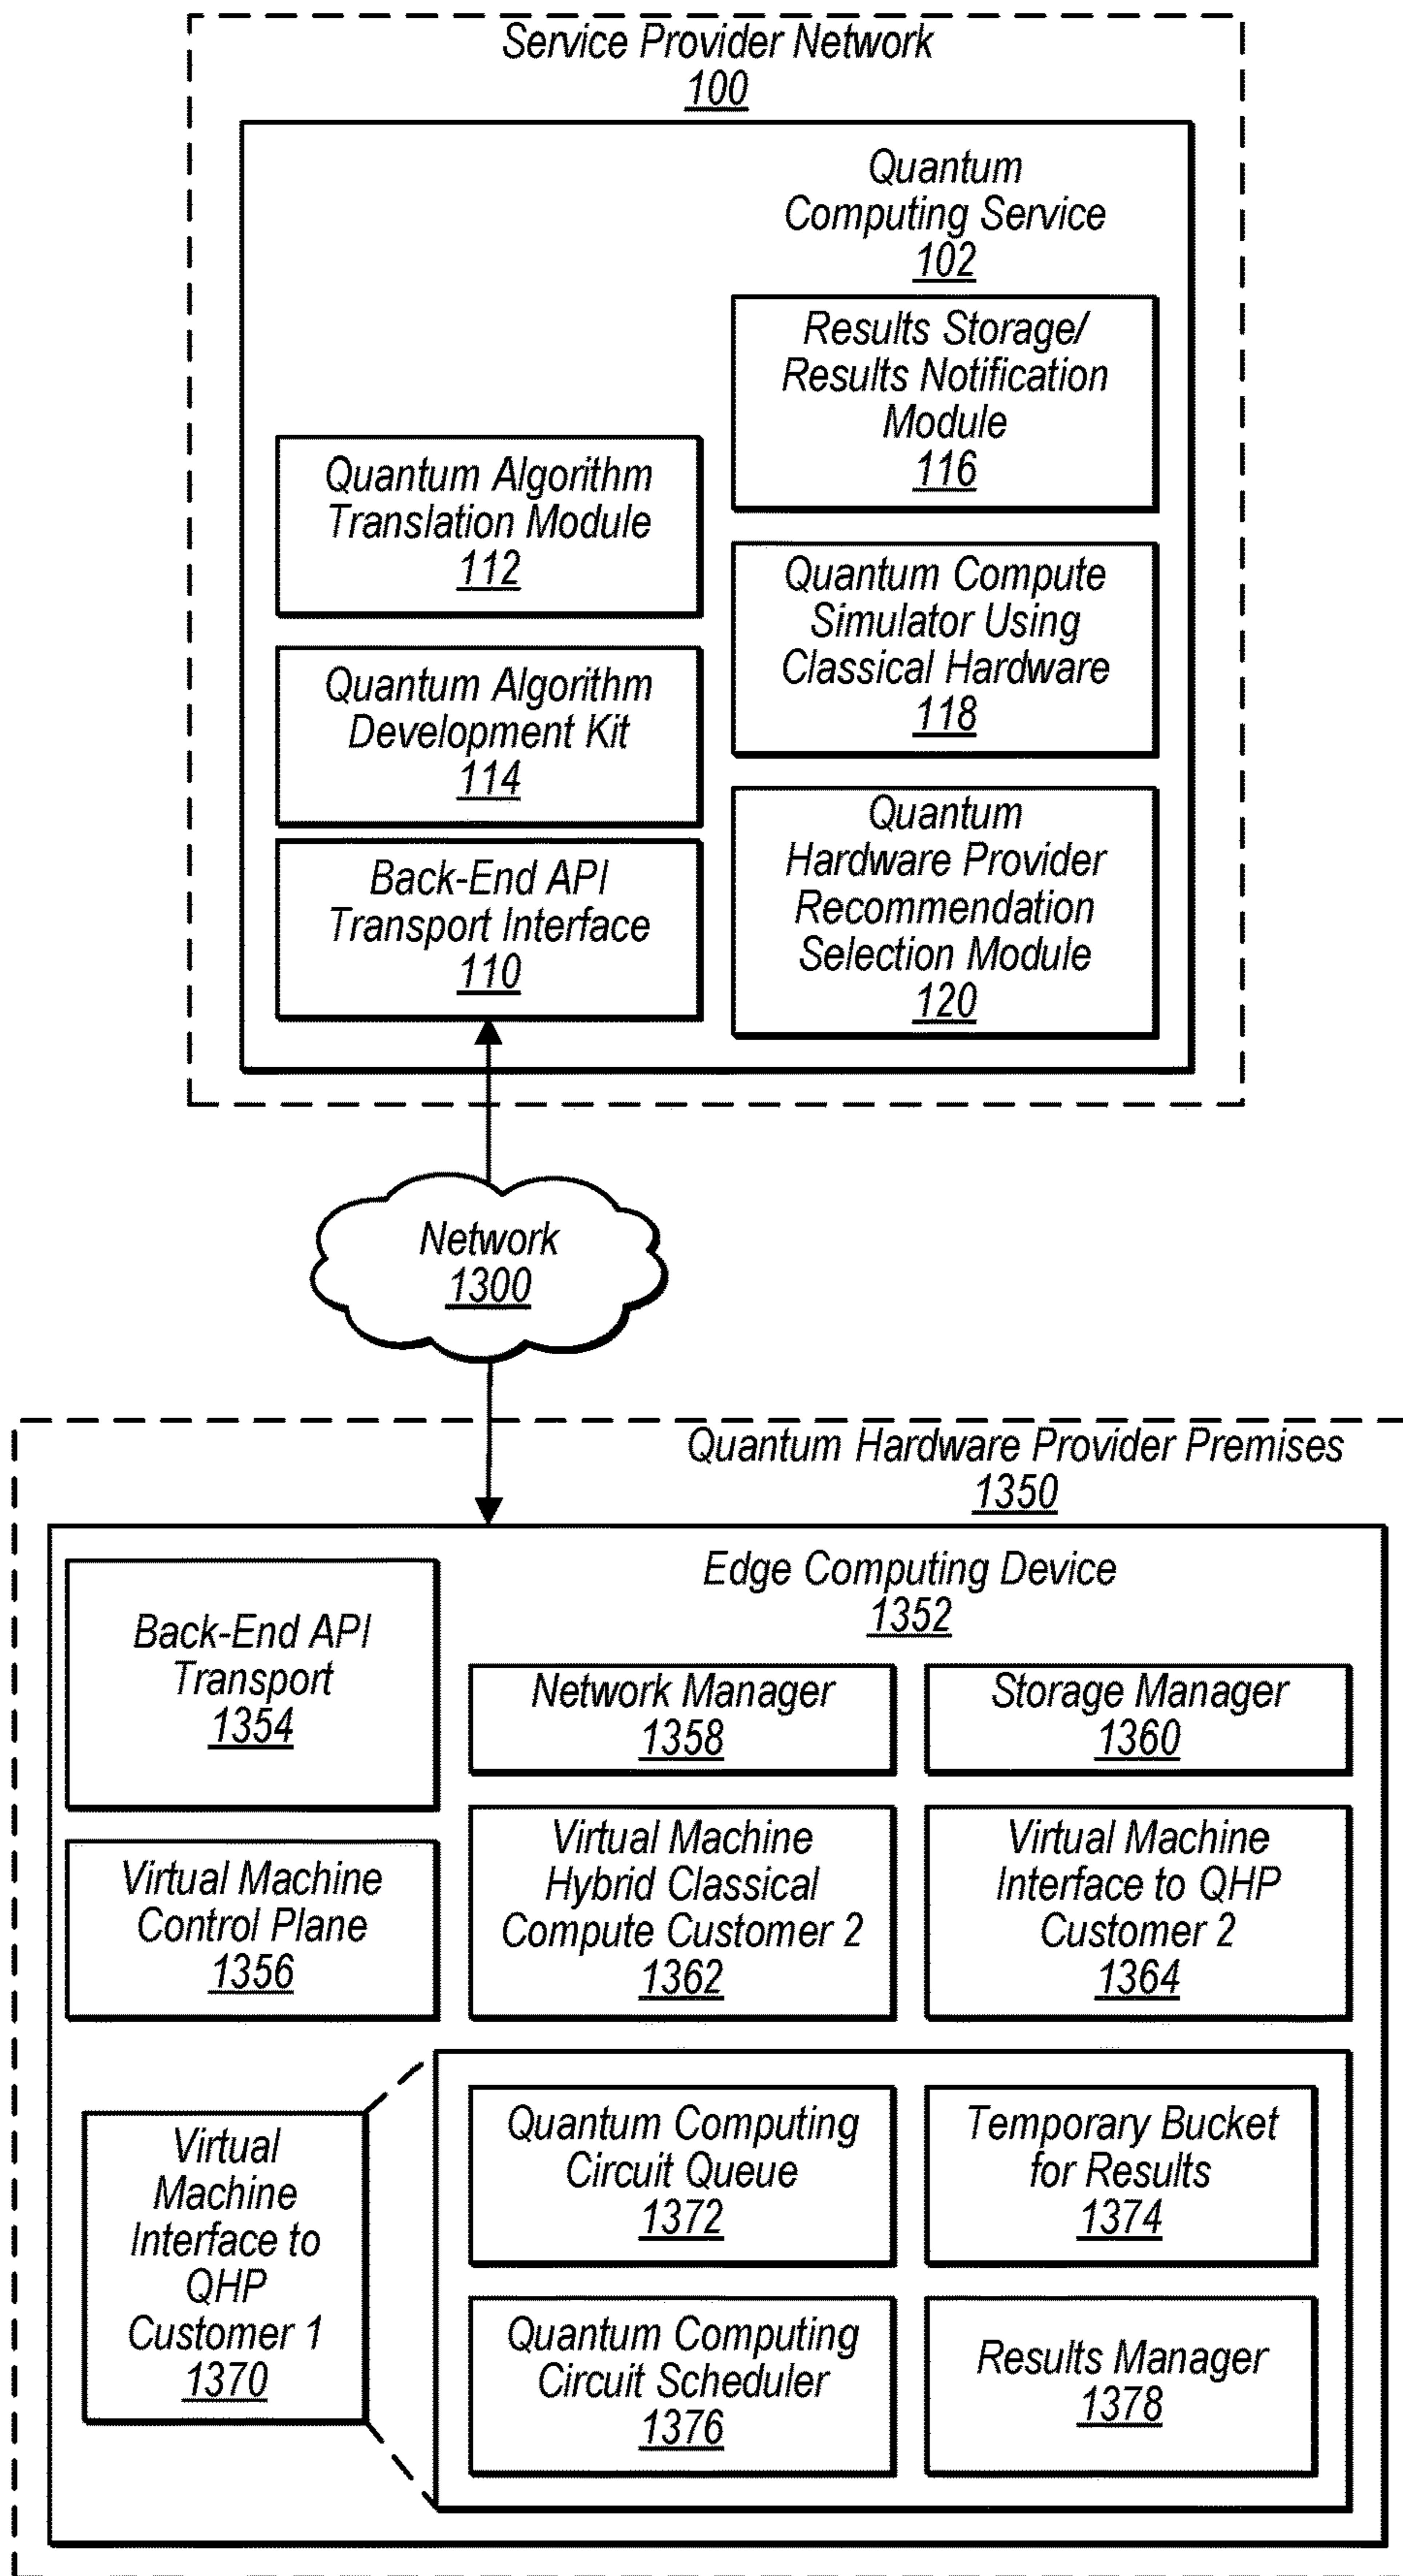 Service Provider Network
100
Quantum
Computing Service
102
Results Storage/
Results Notification
Module
116
Quantum Algorithm
Translation Module
112
Quantum Compute
Simulator Using
Classical Hardware
118
Quantum Algorithm
Development Kit
114
Quantum
Hardware Provider
Recommendation
Selection Module
120
Back-End API
Transport Interface
110
Network
1300
Quantum Hardware Provider Premises
1350
Edge Computing Device
1352
Back-End API
Transport
1354
Network Manager
1358
Storage Manager
1360
Virtual Machine
Control Plane
1356
Virtual Machine
Hybrid Classical
Compute Customer 2
1362
Virtual Machine
Interface to QHP
Customer 2
1364
Virtual
Machine
Interface to
QHP
Customer 1
1370
Quantum Computing
Circuit Queue
1372
Temporary Bucket
for Results
1374
Quantum Computing
Circuit Scheduler
1376
Results Manager
1378